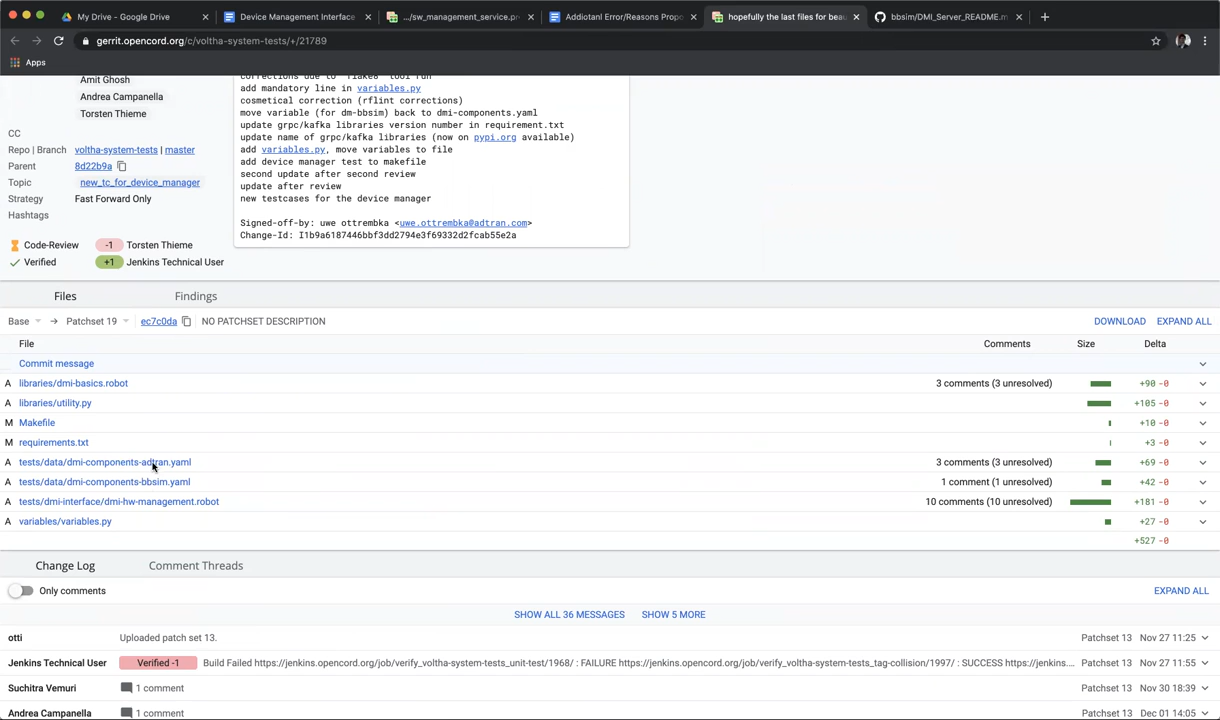 My Drive - Google Drive
Device Management Interface
.../sw_management_service.pr
Addiotanl Error/Reasons Propo
hopefully the last files for beau
bbsim/DMI_Server_README.m
gerrit.opencord.org/c/voltha-system-tests/+/21789
Apps
Amit Ghosh
Andrea Campanella
Torsten Thieme
CC
Repo | Branch voltha-system-tests | master
Parent 8d22b9a
Topic new_tc_for_device_manager
Strategy Fast Forward Only
Hashtags
Code-Review -1 Torsten Thieme
Verified +1 Jenkins Technical User
corrections due to "flake8" tool run
add mandatory line in variables.py
cosmetical correction (rflint corrections)
move variable (for dm-bbsim) back to dmi-components.yaml
update grpc/kafka libraries version number in requirement.txt
update name of grpc/kafka libraries (now on pypi.org available)
add variables.py, move variables to file
add device manager test to makefile
second update after second review
update after review
new testcases for the device manager
Signed-off-by: uwe ottrembka <uwe.ottrembka@adtran.com>
Change-Id: I1b9a6187446bbf3dd2794e3f69332d2fcab55e2a
Files Findings
Base → Patchset 19 ec7c0da NO PATCHSET DESCRIPTION DOWNLOAD EXPAND ALL
File Comments Size Delta
Commit message
A libraries/dmi-basics.robot 3 comments (3 unresolved) +90 -0
A libraries/utility.py +105 -0
M Makefile +10 -0
M requirements.txt +3 -0
A tests/data/dmi-components-adtran.yaml 3 comments (3 unresolved) +69 -0
A tests/data/dmi-components-bbsim.yaml 1 comment (1 unresolved) +42 -0
A tests/dmi-interface/dmi-hw-management.robot 10 comments (10 unresolved) +181 -0
A variables/variables.py +27 -0
+527 -0
Change Log Comment Threads
Only comments EXPAND ALL
SHOW ALL 36 MESSAGES SHOW 5 MORE
otti Uploaded patch set 13. Patchset 13 Nov 27 11:25
Jenkins Technical User Verified -1 Build Failed https://jenkins.opencord.org/job/verify_voltha-system-tests_unit-test/1968/ : FAILURE https://jenkins.opencord.org/job/verify_voltha-system-tests_tag-collision/1997/ : SUCCESS https://jenkins.... Patchset 13 Nov 27 11:55
Suchitra Vemuri 1 comment Patchset 13 Nov 30 18:39
Andrea Campanella 1 comment Patchset 13 Dec 01 14:05